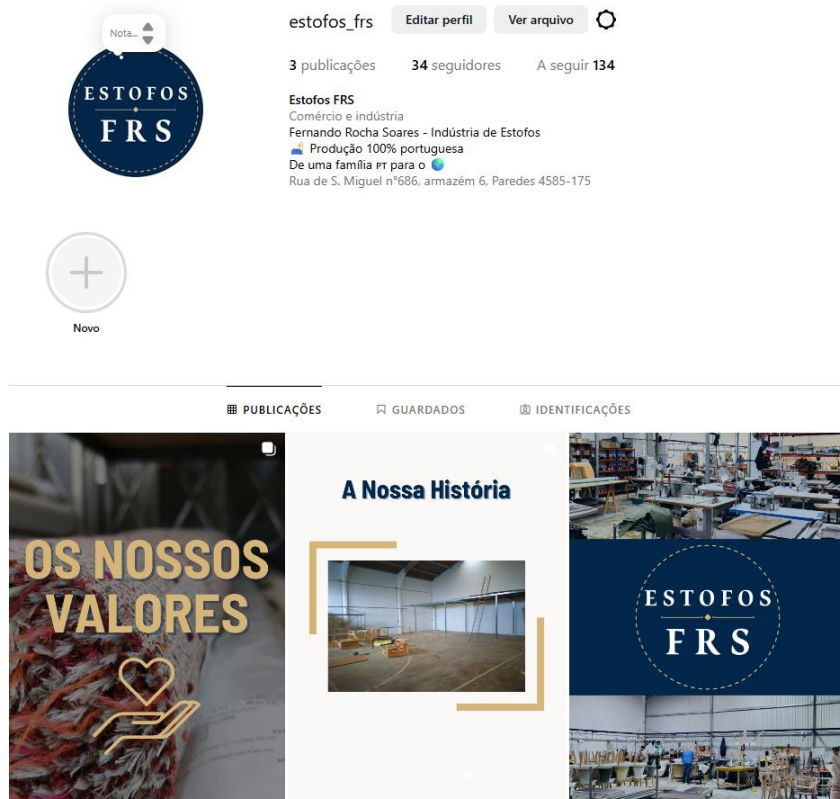 Nota...
estofos_frs Editar perfil Ver arquivo
3 publicações 34 seguidores A seguir 134
Estofos FRS
Comércio e indústria
Fernando Rocha Soares - Indústria de Estofos
🛋️ Produção 100% portuguesa
De uma família PT para o 🌍
Rua de S. Miguel nº686, armazém 6, Paredes 4585-175
ESTOFOS
FRS
Novo
PUBLICAÇÕES GUARDADOS IDENTIFICAÇÕES
OS NOSSOS
VALORES
A Nossa História
ESTOFOS
FRS